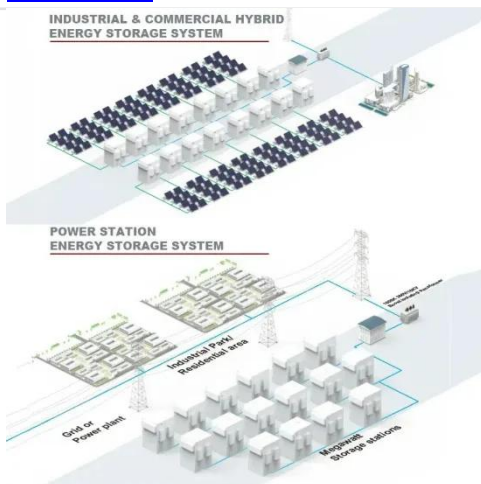 INDUSTRIAL & COMMERCIAL HYBRID
ENERGY STORAGE SYSTEM
POWER STATION
ENERGY STORAGE SYSTEM
Industrial Park/
Residential area
Grid or
Power plant
Megawatt
Storage stations